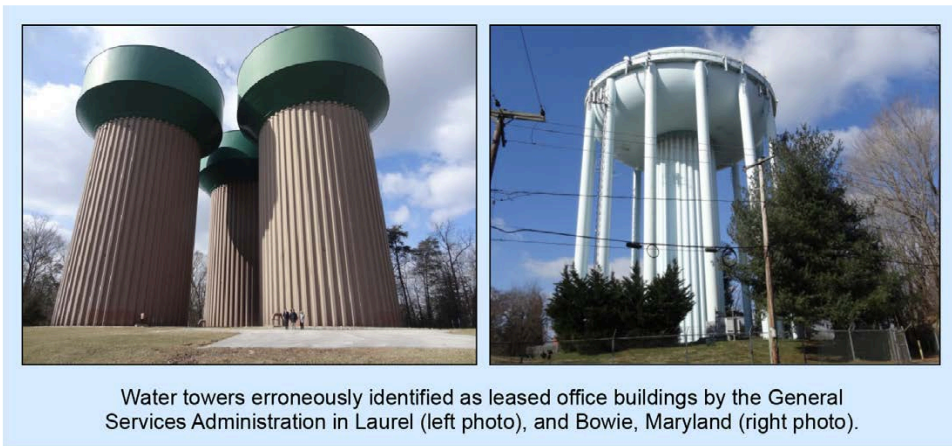 Water towers erroneously identified as leased office buildings by the General
Services Administration in Laurel (left photo), and Bowie, Maryland (right photo).